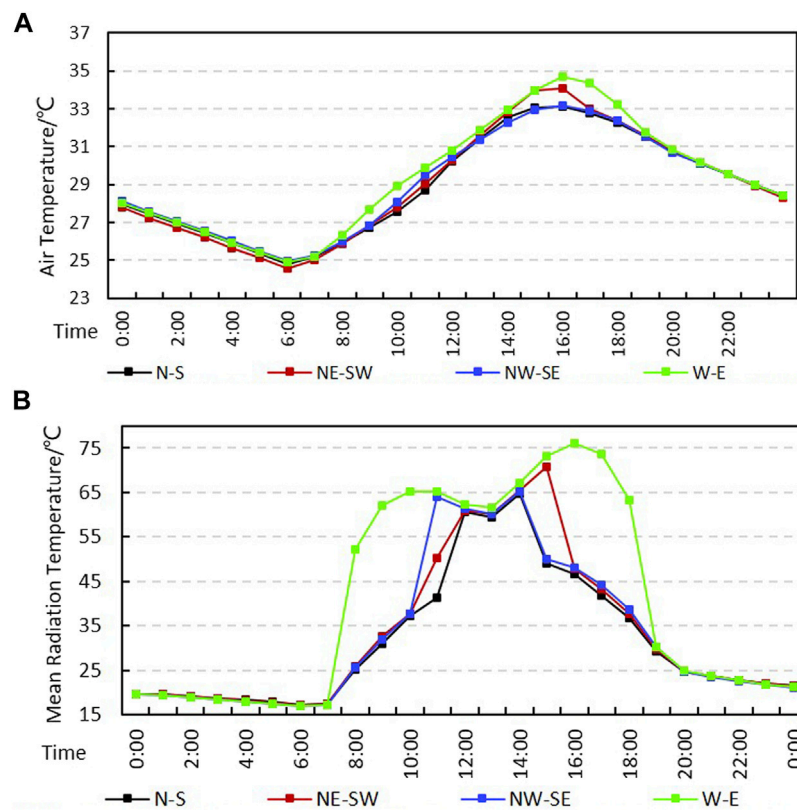 A
37
35
33
31
29
27
25
23
Air Temperature/°C
Time
0:00 2:00 4:00 6:00 8:00 10:00 12:00 14:00 16:00 18:00 20:00 22:00
N-S NE-SW NW-SE W-E
B
75
65
55
45
35
25
15
Mean Radiation Temperature/°C
Time
0:00 2:00 4:00 6:00 8:00 10:00 12:00 14:00 16:00 18:00 20:00 22:00 0:00
N-S NE-SW NW-SE W-E